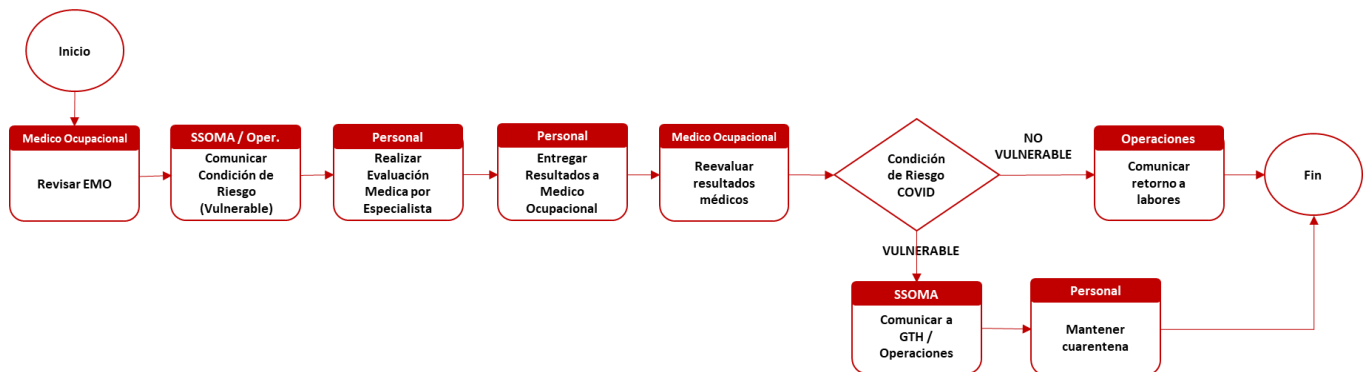 Inicio
Medico Ocupacional
Revisar EMO
SSOMA / Oper.
Comunicar
Condición de
Riesgo
(Vulnerable)
Personal
Realizar
Evaluación
Medica por
Especialista
Personal
Entregar
Resultados a
Medico
Ocupacional
Medico Ocupacional
Reevaluar
resultados
médicos
Condición
de Riesgo
COVID
NO
VULNERABLE
Operaciones
Comunicar
retorno a
labores
Fin
VULNERABLE
SSOMA
Comunicar a
GTH /
Operaciones
Personal
Mantener
cuarentena